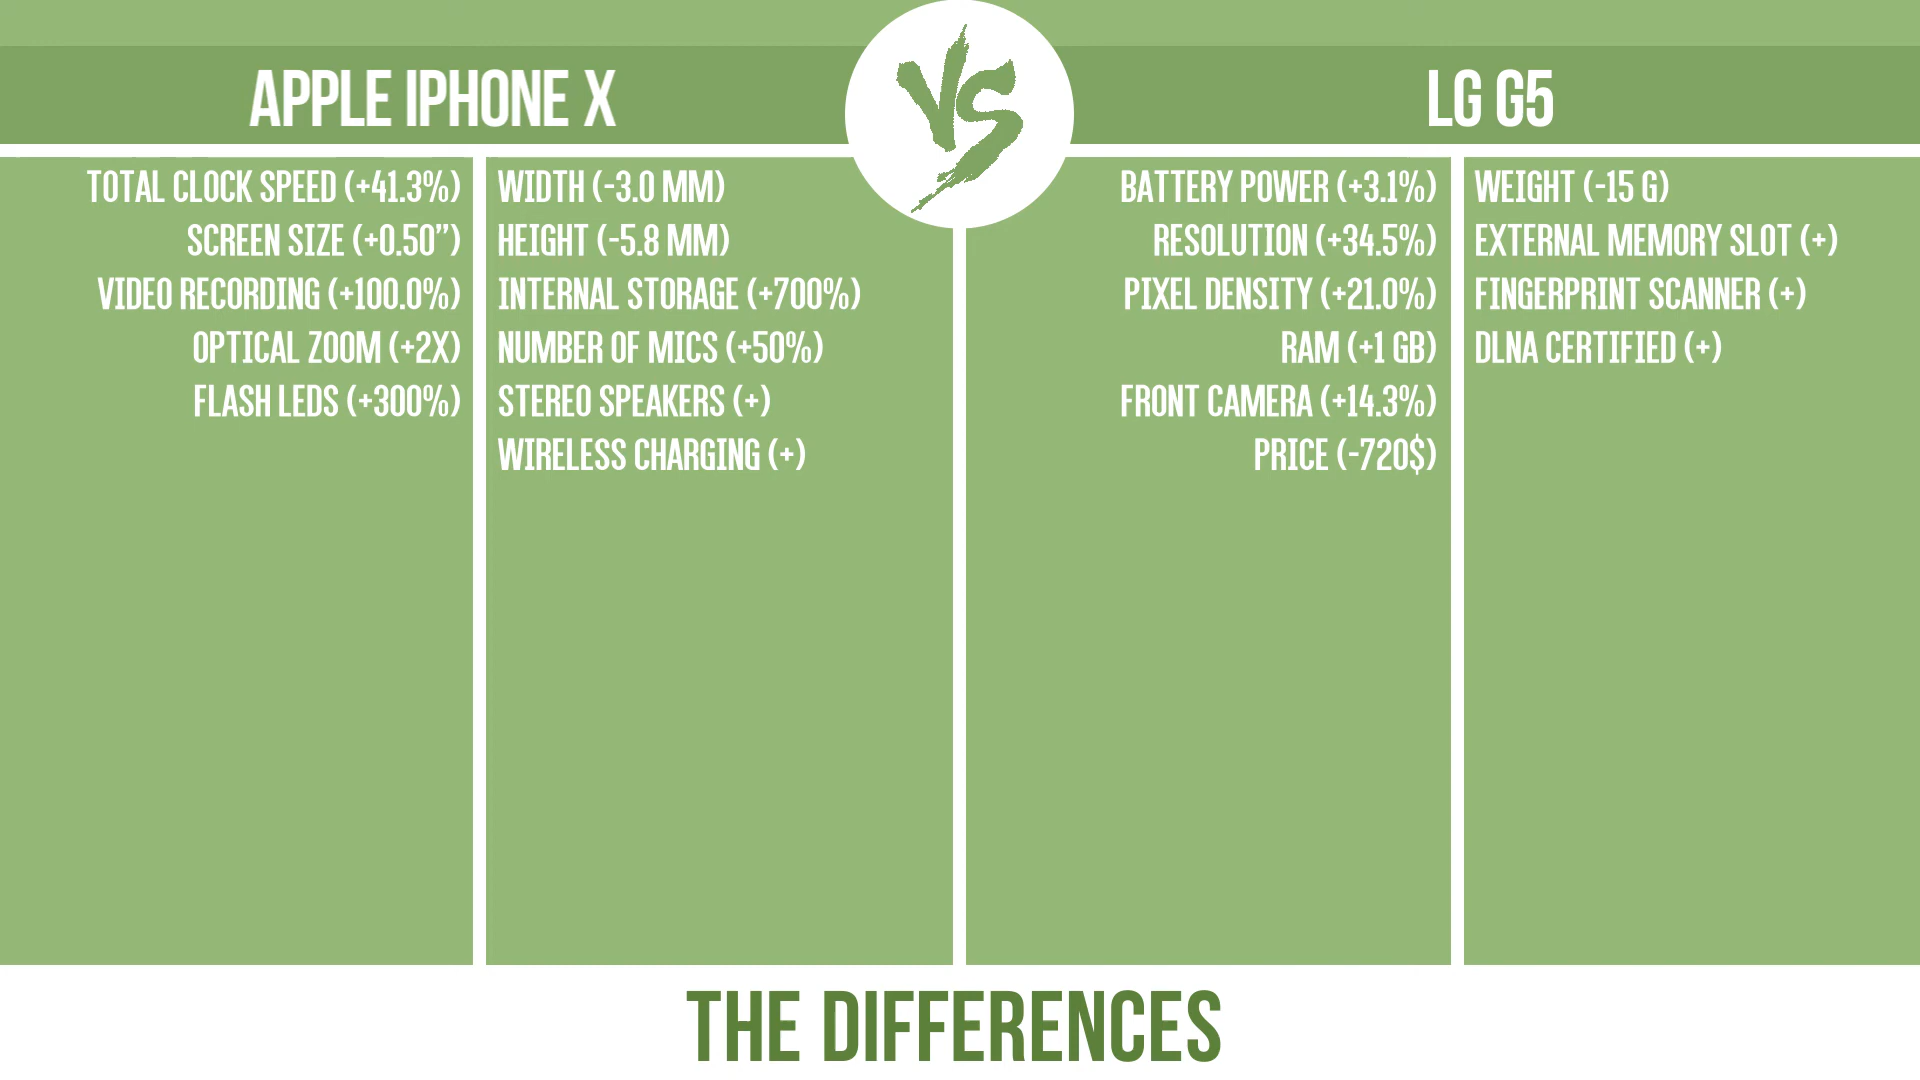 APPLE IPHONE X
VS
LG G5
TOTAL CLOCK SPEED (+41.3%)
SCREEN SIZE (+0.50”)
VIDEO RECORDING (+100.0%)
OPTICAL ZOOM (+2X)
FLASH LEDS (+300%)
WIDTH (-3.0 MM)
HEIGHT (-5.8 MM)
INTERNAL STORAGE (+700%)
NUMBER OF MICS (+50%)
STEREO SPEAKERS (+)
WIRELESS CHARGING (+)
BATTERY POWER (+3.1%)
RESOLUTION (+34.5%)
PIXEL DENSITY (+21.0%)
RAM (+1 GB)
FRONT CAMERA (+14.3%)
PRICE (-720$)
WEIGHT (-15 G)
EXTERNAL MEMORY SLOT (+)
FINGERPRINT SCANNER (+)
DLNA CERTIFIED (+)
THE DIFFERENCES